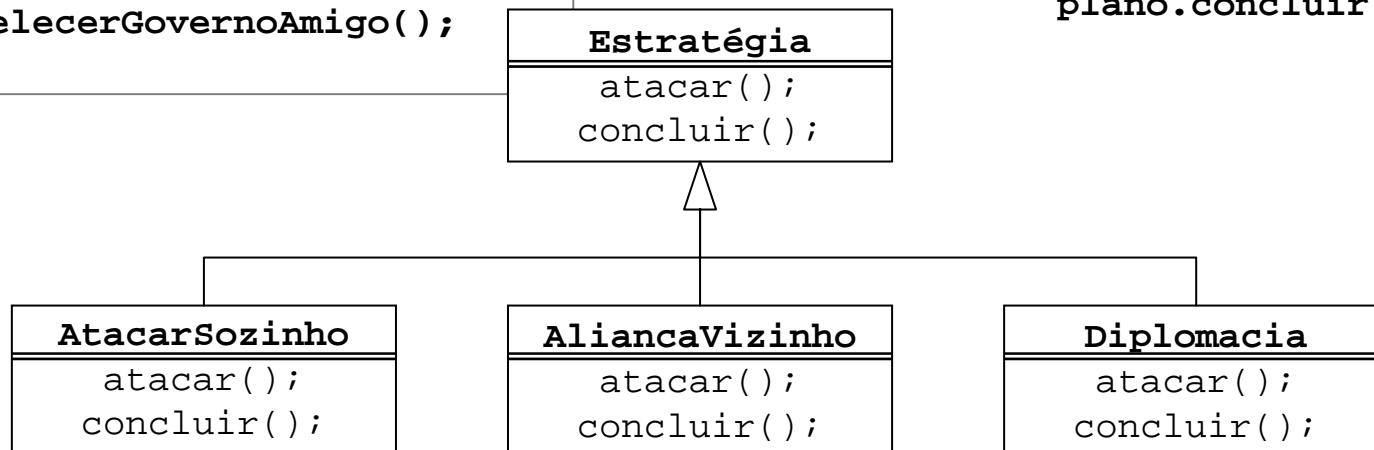 elecerGovernoAmigo();
plano.concluir
Estratégia
atacar();
concluir();
AtacarSozinho
atacar();
concluir();
AliancaVizinho
atacar();
concluir();
Diplomacia
atacar();
concluir();